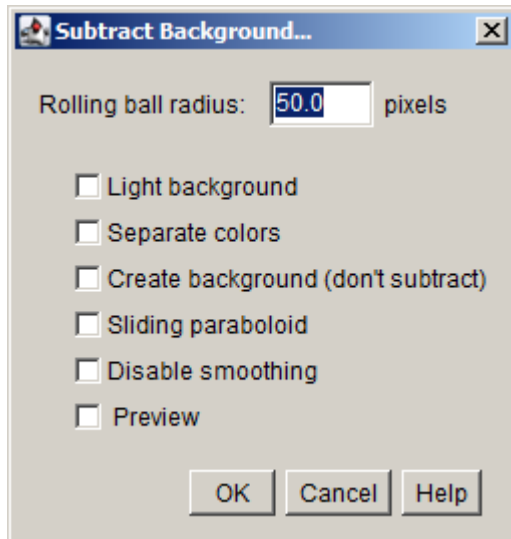 Subtract Background...
Rolling ball radius: 50.0 pixels
Light background
Separate colors
Create background (don't subtract)
Sliding paraboloid
Disable smoothing
Preview
OK Cancel Help